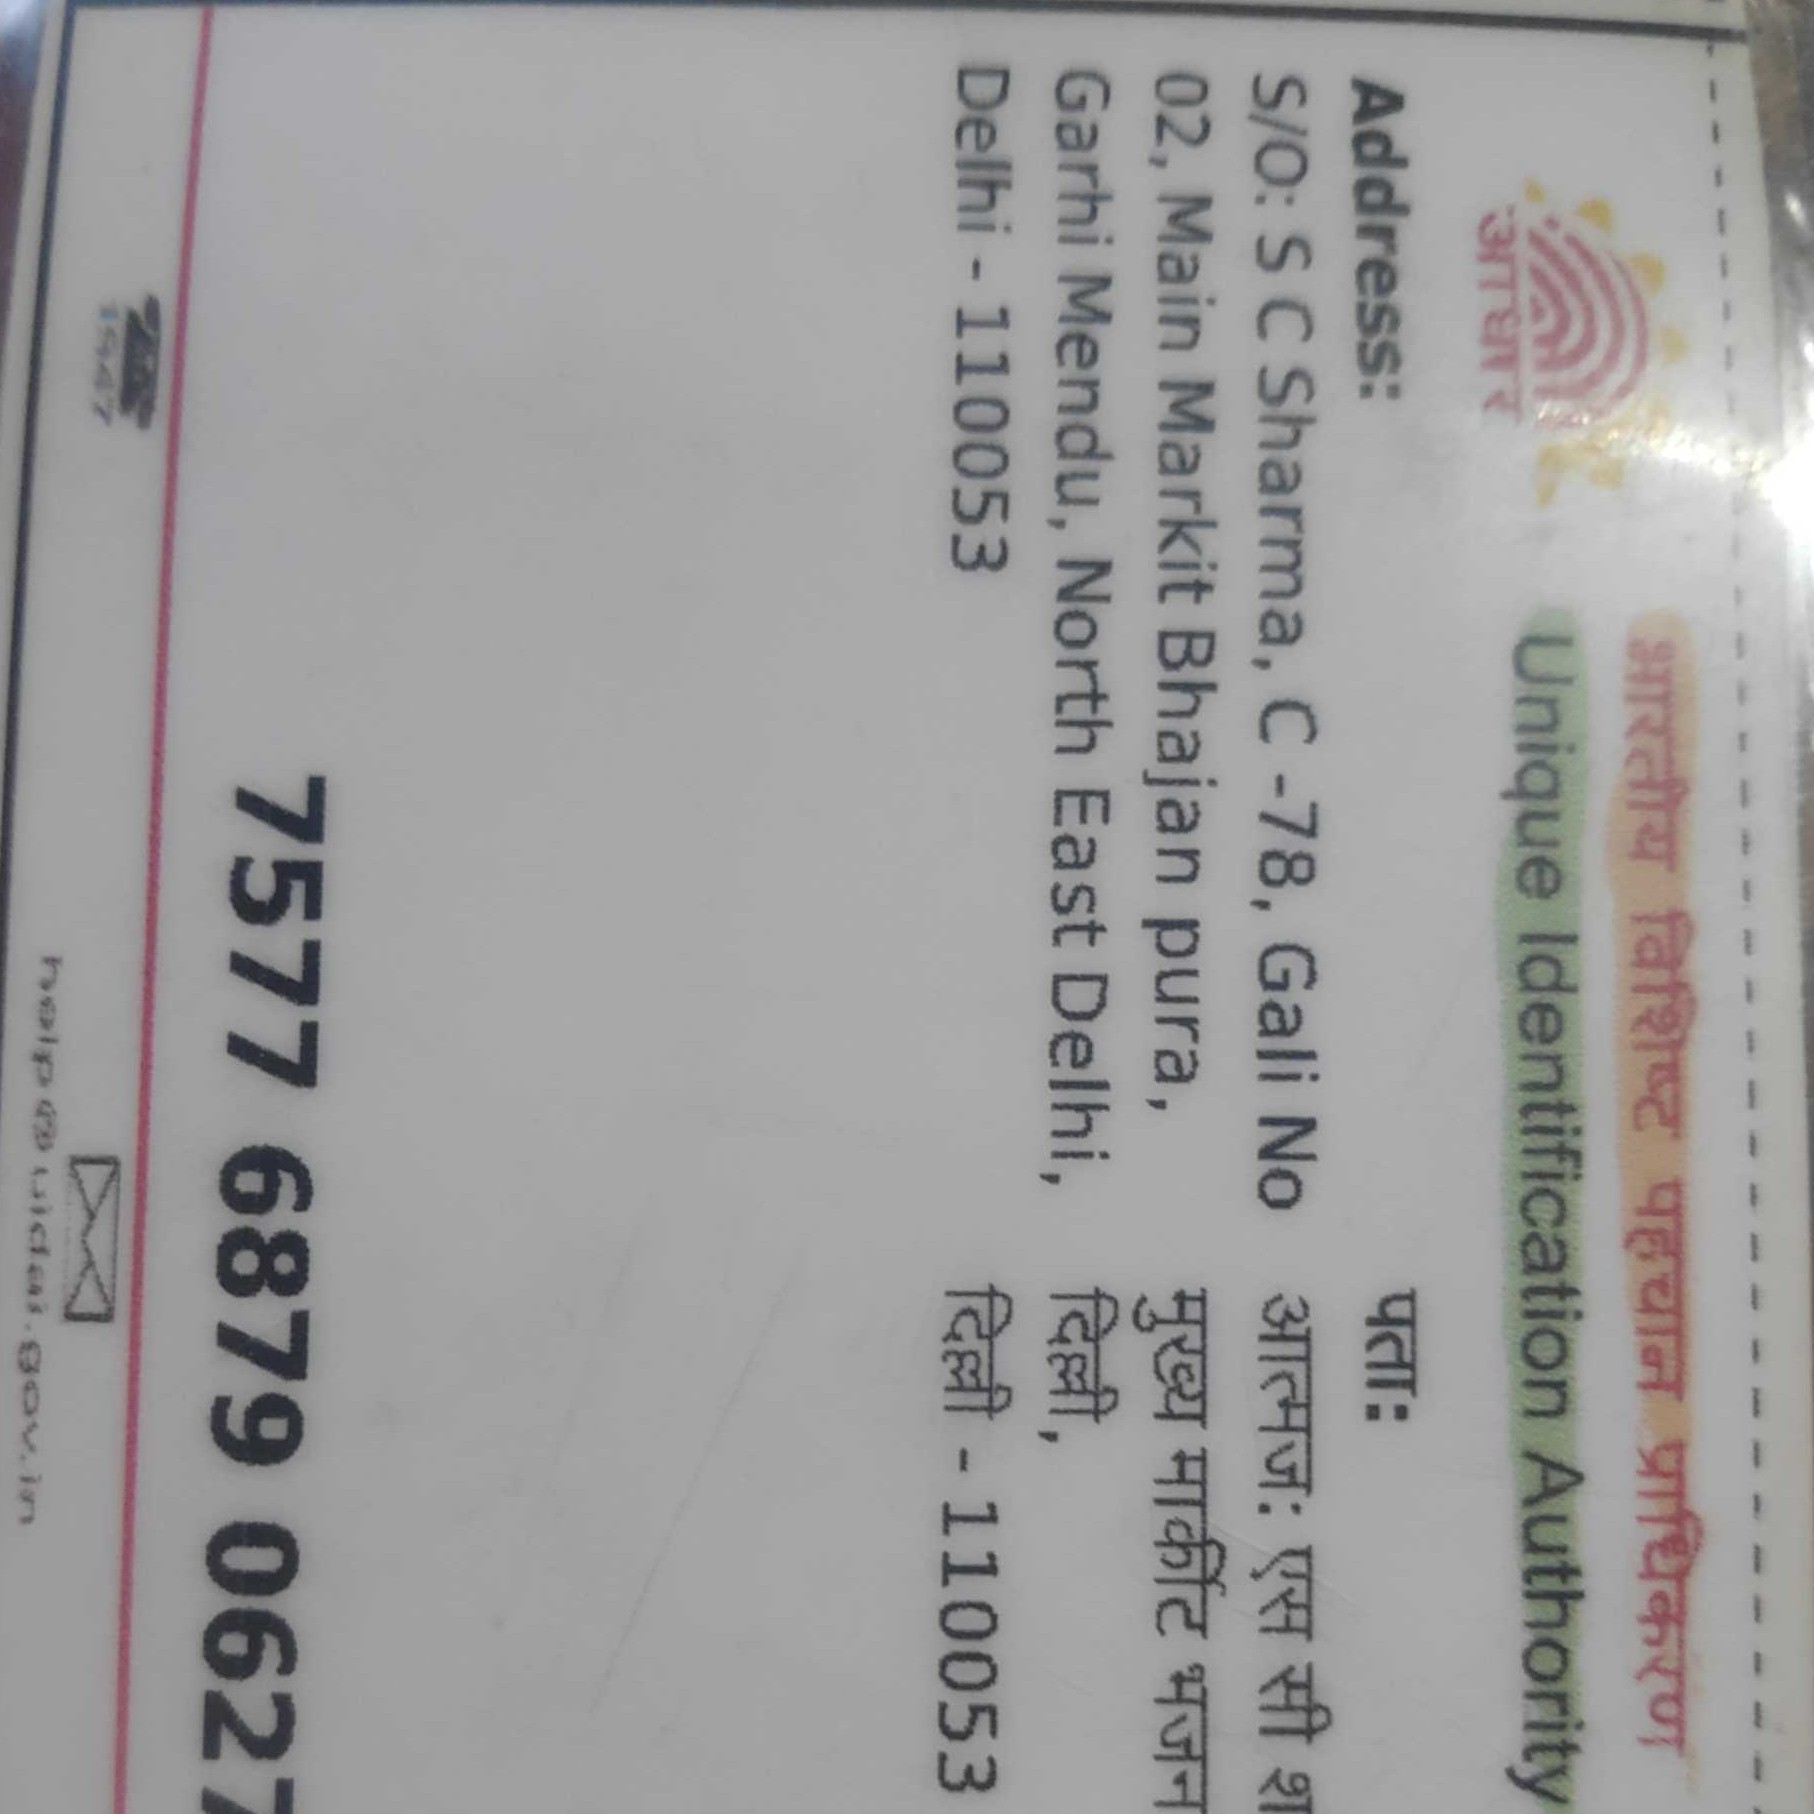 आधार
भारतीय विशिष्ट पहचान प्राधिकरण
Unique Identification Authority
Address:
S/O: S C Sharma, C -78, Gali No
02, Main Markit Bhajan pura,
Garhi Mendu, North East Delhi,
Delhi - 110053
पता:
आत्मज: एस सी
मुख्य मार्कीट भजन
दिल्ली,
दिल्ली - 110053
7577 6879 0627
1947
help@uidai.gov.in